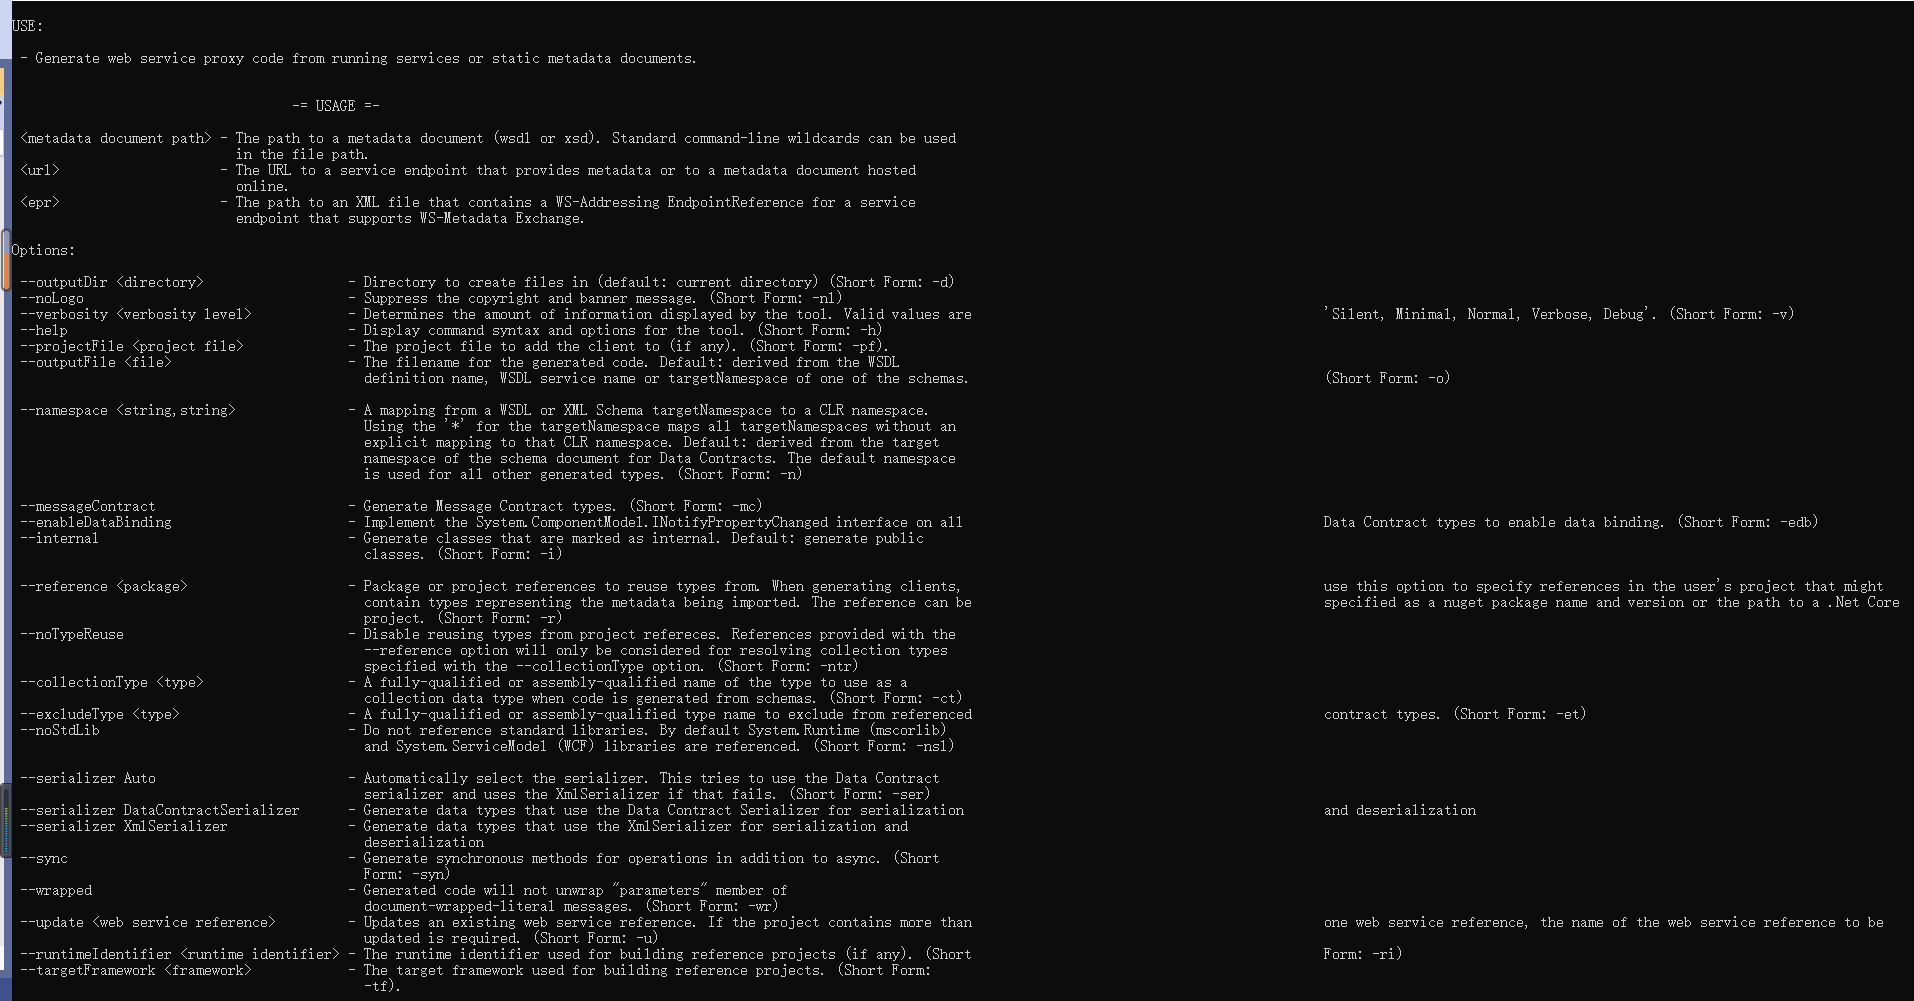 USE:
- Generate web service proxy code from running services or static metadata documents.
-= USAGE =-
<metadata document path> - The path to a metadata document (wsdl or xsd). Standard command-line wildcards can be used
in the file path.
<url> - The URL to a service endpoint that provides metadata or to a metadata document hosted
online.
<epr> - The path to an XML file that contains a WS-Addressing EndpointReference for a service
endpoint that supports WS-Metadata Exchange.
Options:
--outputDir <directory> - Directory to create files in (default: current directory) (Short Form: -d)
--noLogo - Suppress the copyright and banner message. (Short Form: -nl)
--verbosity <verbosity level> - Determines the amount of information displayed by the tool. Valid values are 'Silent, Minimal, Normal, Verbose, Debug'. (Short Form: -v)
--help - Display command syntax and options for the tool. (Short Form: -h)
--projectFile <project file> - The project file to add the client to (if any). (Short Form: -pf).
--outputFile <file> - The filename for the generated code. Default: derived from the WSDL
definition name, WSDL service name or targetNamespace of one of the schemas. (Short Form: -o)
--namespace <string,string> - A mapping from a WSDL or XML Schema targetNamespace to a CLR namespace.
Using the '*' for the targetNamespace maps all targetNamespaces without an
explicit mapping to that CLR namespace. Default: derived from the target
namespace of the schema document for Data Contracts. The default namespace
is used for all other generated types. (Short Form: -n)
--messageContract - Generate Message Contract types. (Short Form: -mc)
--enableDataBinding - Implement the System.ComponentModel.INotifyPropertyChanged interface on all Data Contract types to enable data binding. (Short Form: -edb)
--internal - Generate classes that are marked as internal. Default: generate public
classes. (Short Form: -i)
--reference <package> - Package or project references to reuse types from. When generating clients, use this option to specify references in the user's project that might
contain types representing the metadata being imported. The reference can be specified as a nuget package name and version or the path to a .Net Core
project. (Short Form: -r)
--noTypeReuse - Disable reusing types from project refereces. References provided with the
--reference option will only be considered for resolving collection types
specified with the --collectionType option. (Short Form: -ntr)
--collectionType <type> - A fully-qualified or assembly-qualified name of the type to use as a
collection data type when code is generated from schemas. (Short Form: -ct)
--excludeType <type> - A fully-qualified or assembly-qualified type name to exclude from referenced contract types. (Short Form: -et)
--noStdLib - Do not reference standard libraries. By default System.Runtime (mscorlib)
and System.ServiceModel (WCF) libraries are referenced. (Short Form: -nsl)
--serializer Auto - Automatically select the serializer. This tries to use the Data Contract
serializer and uses the XmlSerializer if that fails. (Short Form: -ser)
--serializer DataContractSerializer - Generate data types that use the Data Contract Serializer for serialization and deserialization
--serializer XmlSerializer - Generate data types that use the XmlSerializer for serialization and
deserialization
--sync - Generate synchronous methods for operations in addition to async. (Short
Form: -syn)
--wrapped - Generated code will not unwrap "parameters" member of
document-wrapped-literal messages. (Short Form: -wr)
--update <web service reference> - Updates an existing web service reference. If the project contains more than one web service reference, the name of the web service reference to be
updated is required. (Short Form: -u)
--runtimeIdentifier <runtime identifier> - The runtime identifier used for building reference projects (if any). (Short Form: -ri)
--targetFramework <framework> - The target framework used for building reference projects. (Short Form:
-tf).